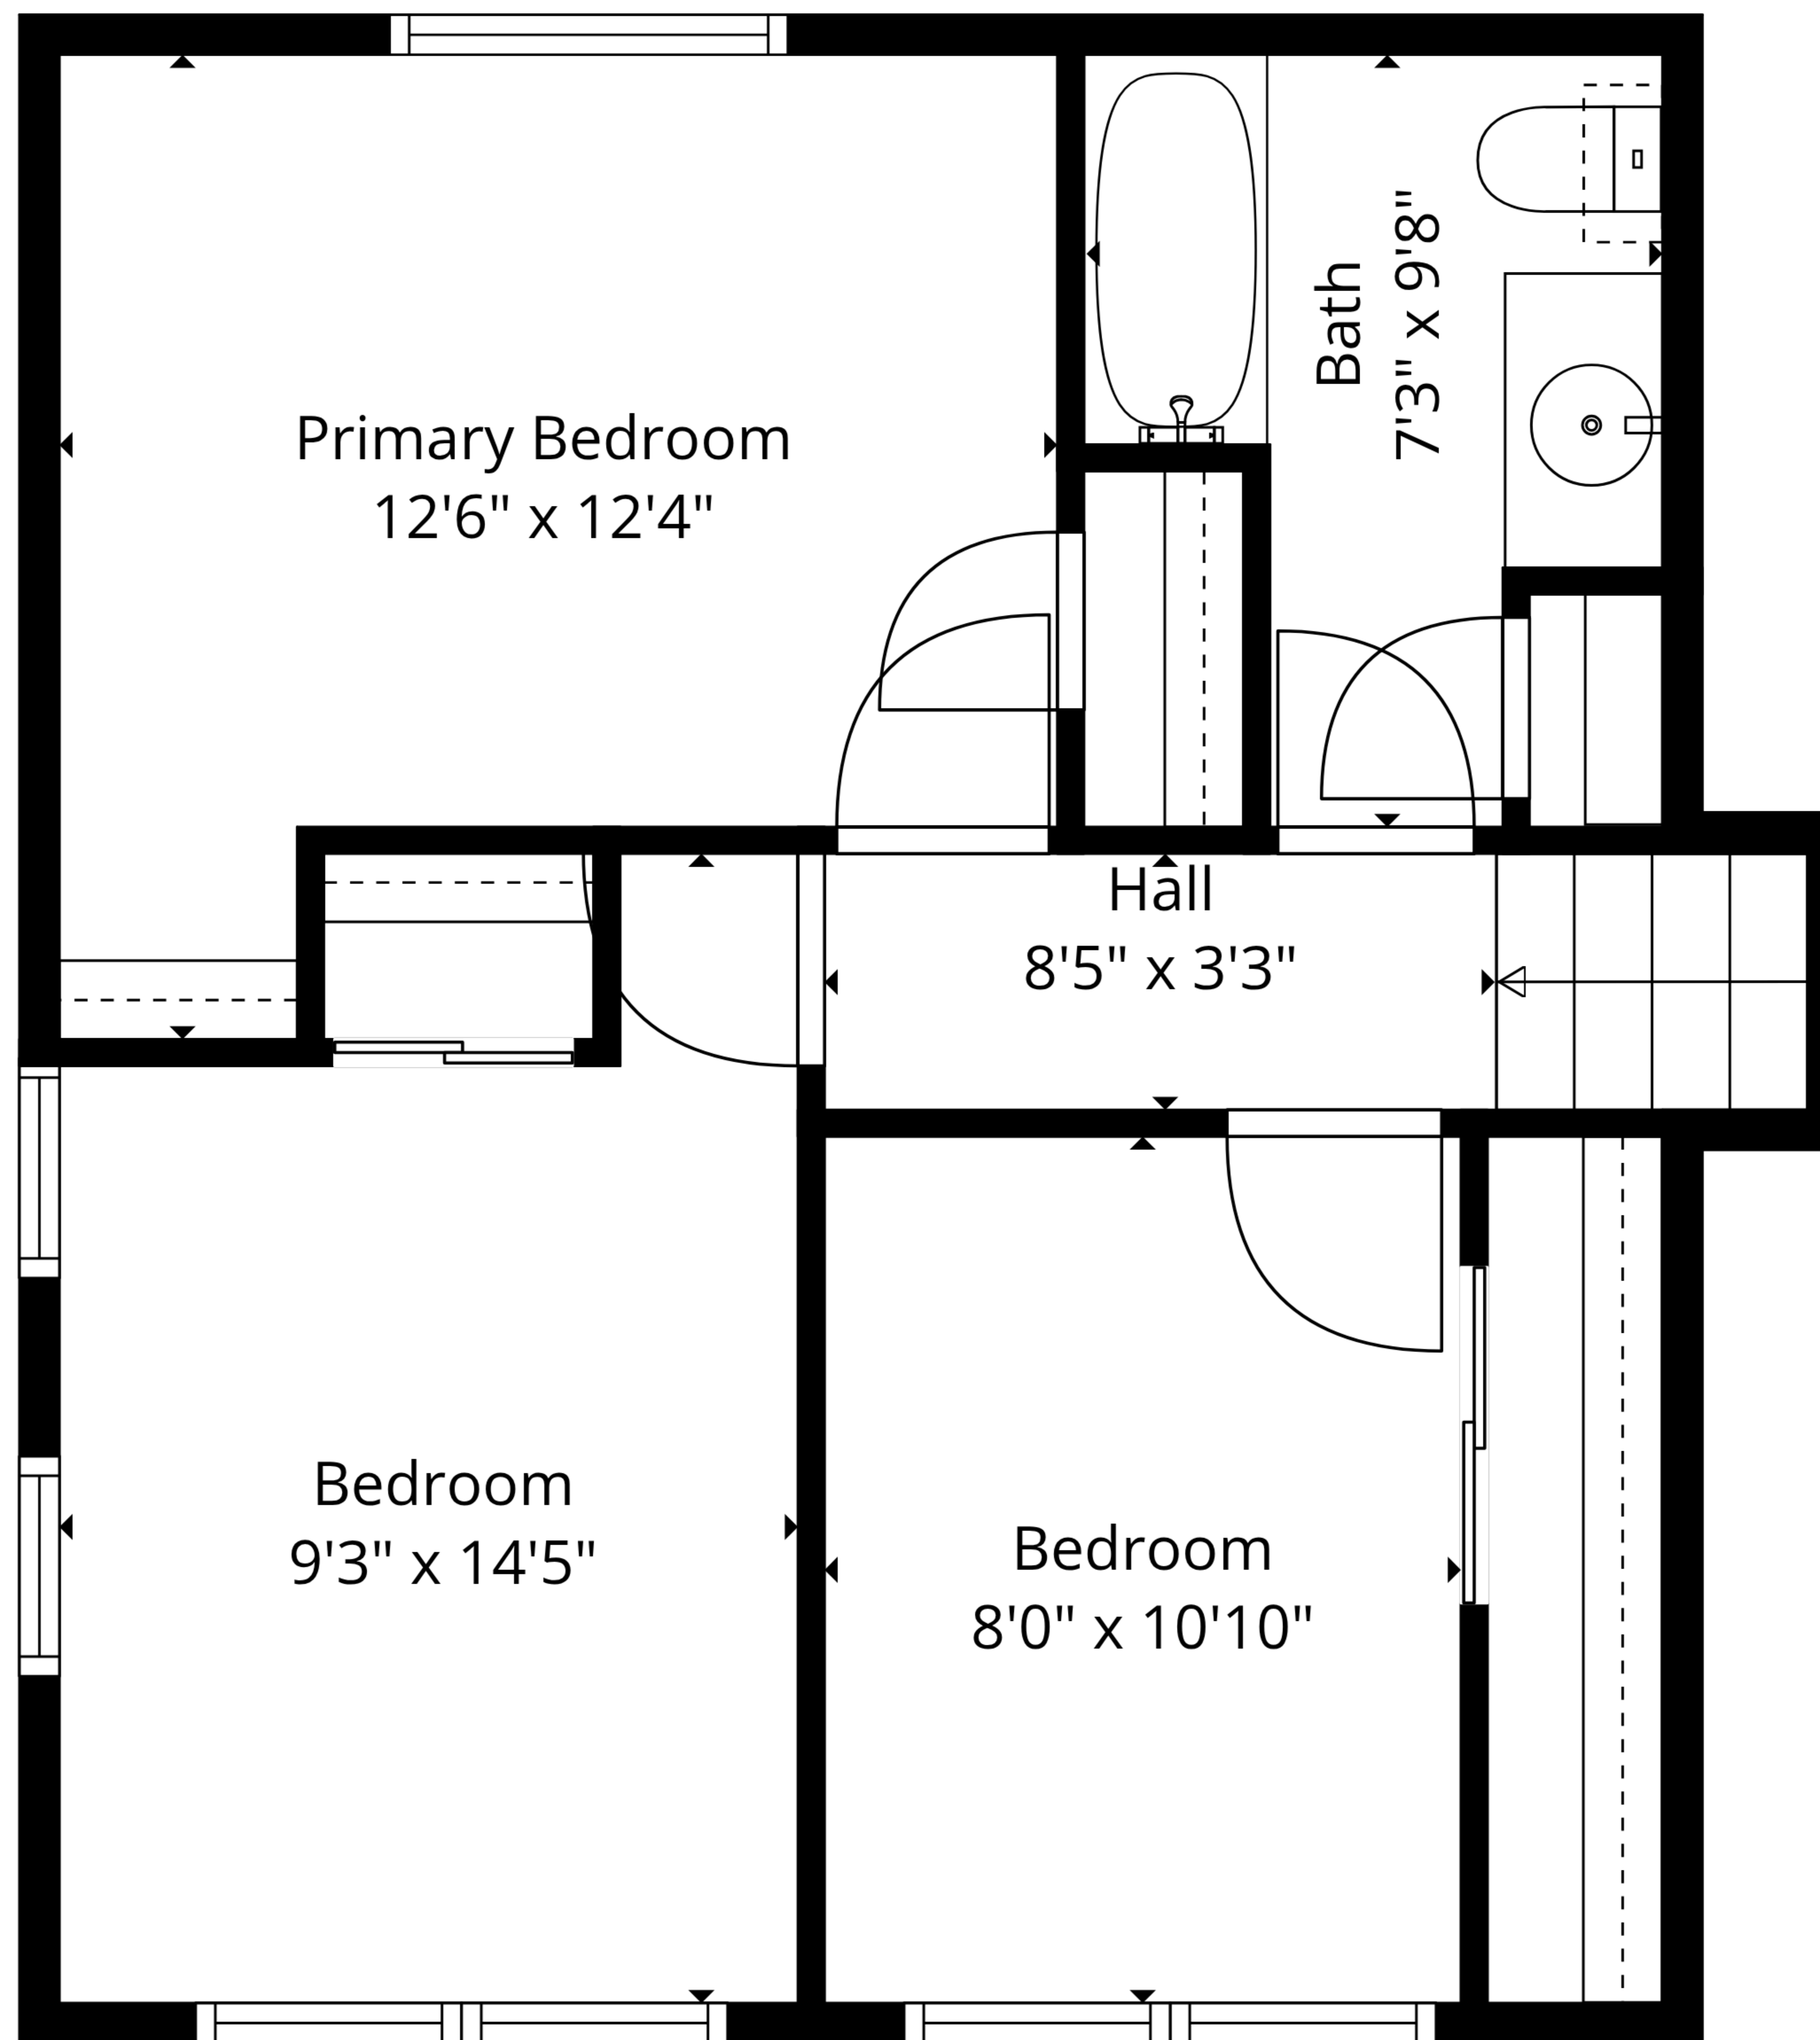 Primary Bedroom
12'6" x 12'4"
Bath
7'3" x 9'8"
Hall
8'5" x 3'3"
Bedroom
9'3" x 14'5"
Bedroom
8'0" x 10'10"